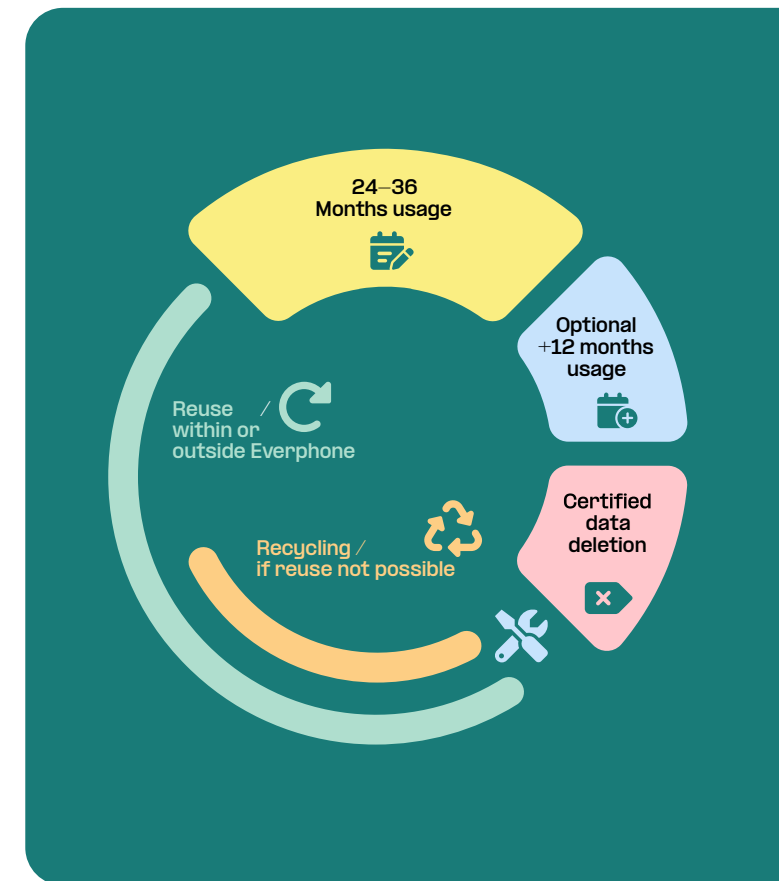 24–36
Months usage
Optional
+12 months
usage
Certified
data
deletion
Reuse /
within or
outside Everphone
Recycling /
if reuse not possible